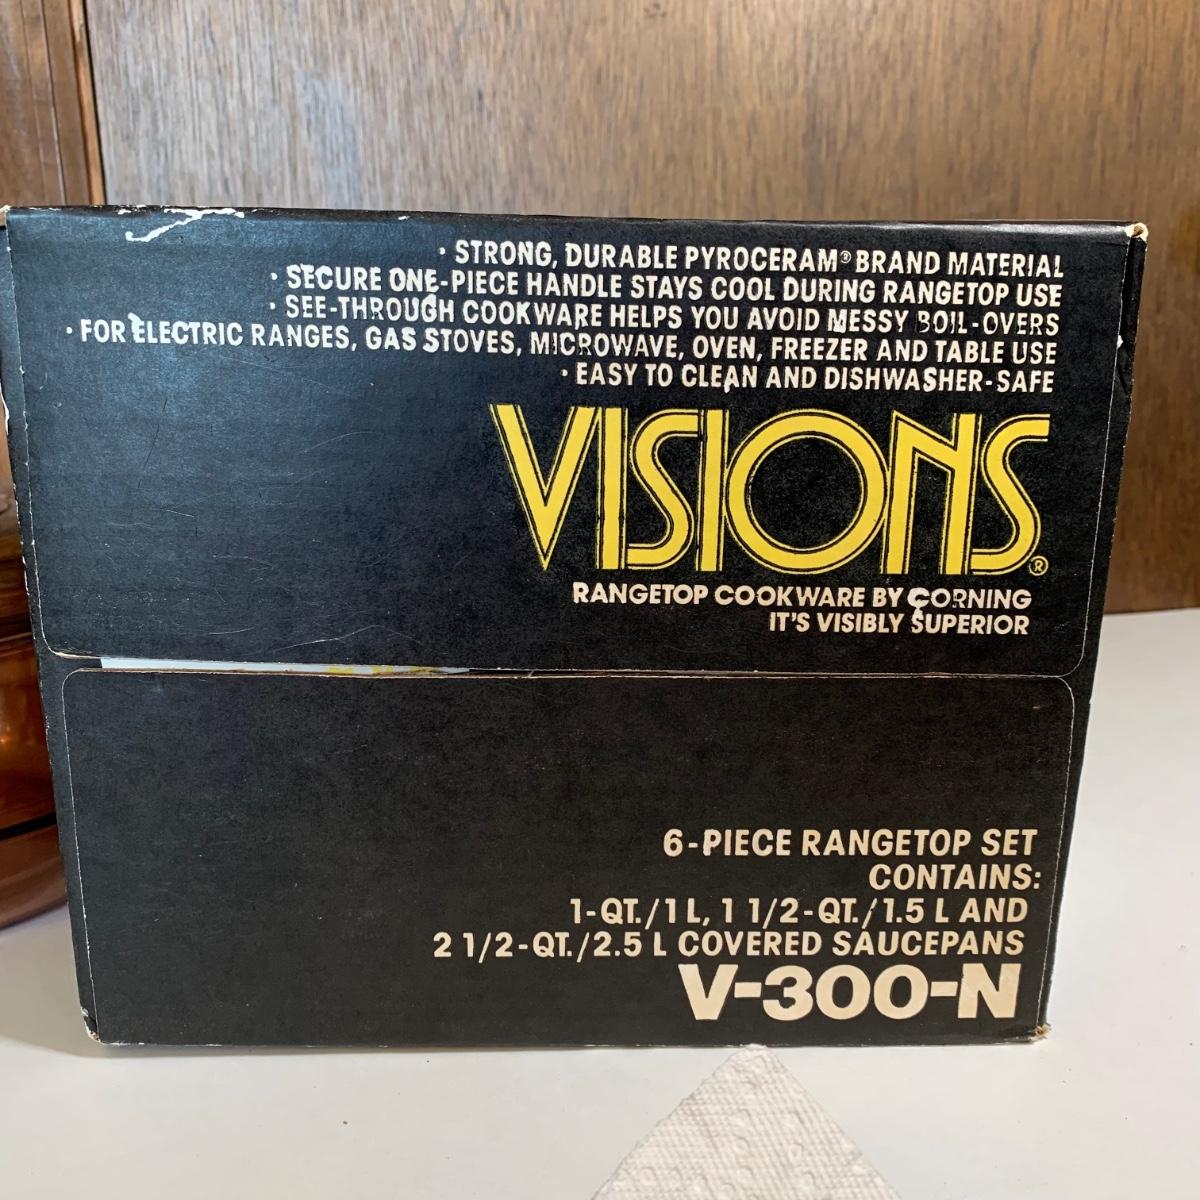 · STRONG, DURABLE PYROCERAM® BRAND MATERIAL
· SECURE ONE-PIECE HANDLE STAYS COOL DURING RANGETOP USE
· SEE-THROUGH COOKWARE HELPS YOU AVOID MESSY BOIL-OVERS
· FOR ELECTRIC RANGES, GAS STOVES, MICROWAVE, OVEN, FREEZER AND TABLE USE
· EASY TO CLEAN AND DISHWASHER-SAFE
VISIONS®
RANGETOP COOKWARE BY CORNING
IT'S VISIBLY SUPERIOR
6-PIECE RANGETOP SET
CONTAINS:
1-QT./1 L, 1 1/2-QT./1.5 L AND
2 1/2-QT./2.5 L COVERED SAUCEPANS
V-300-N